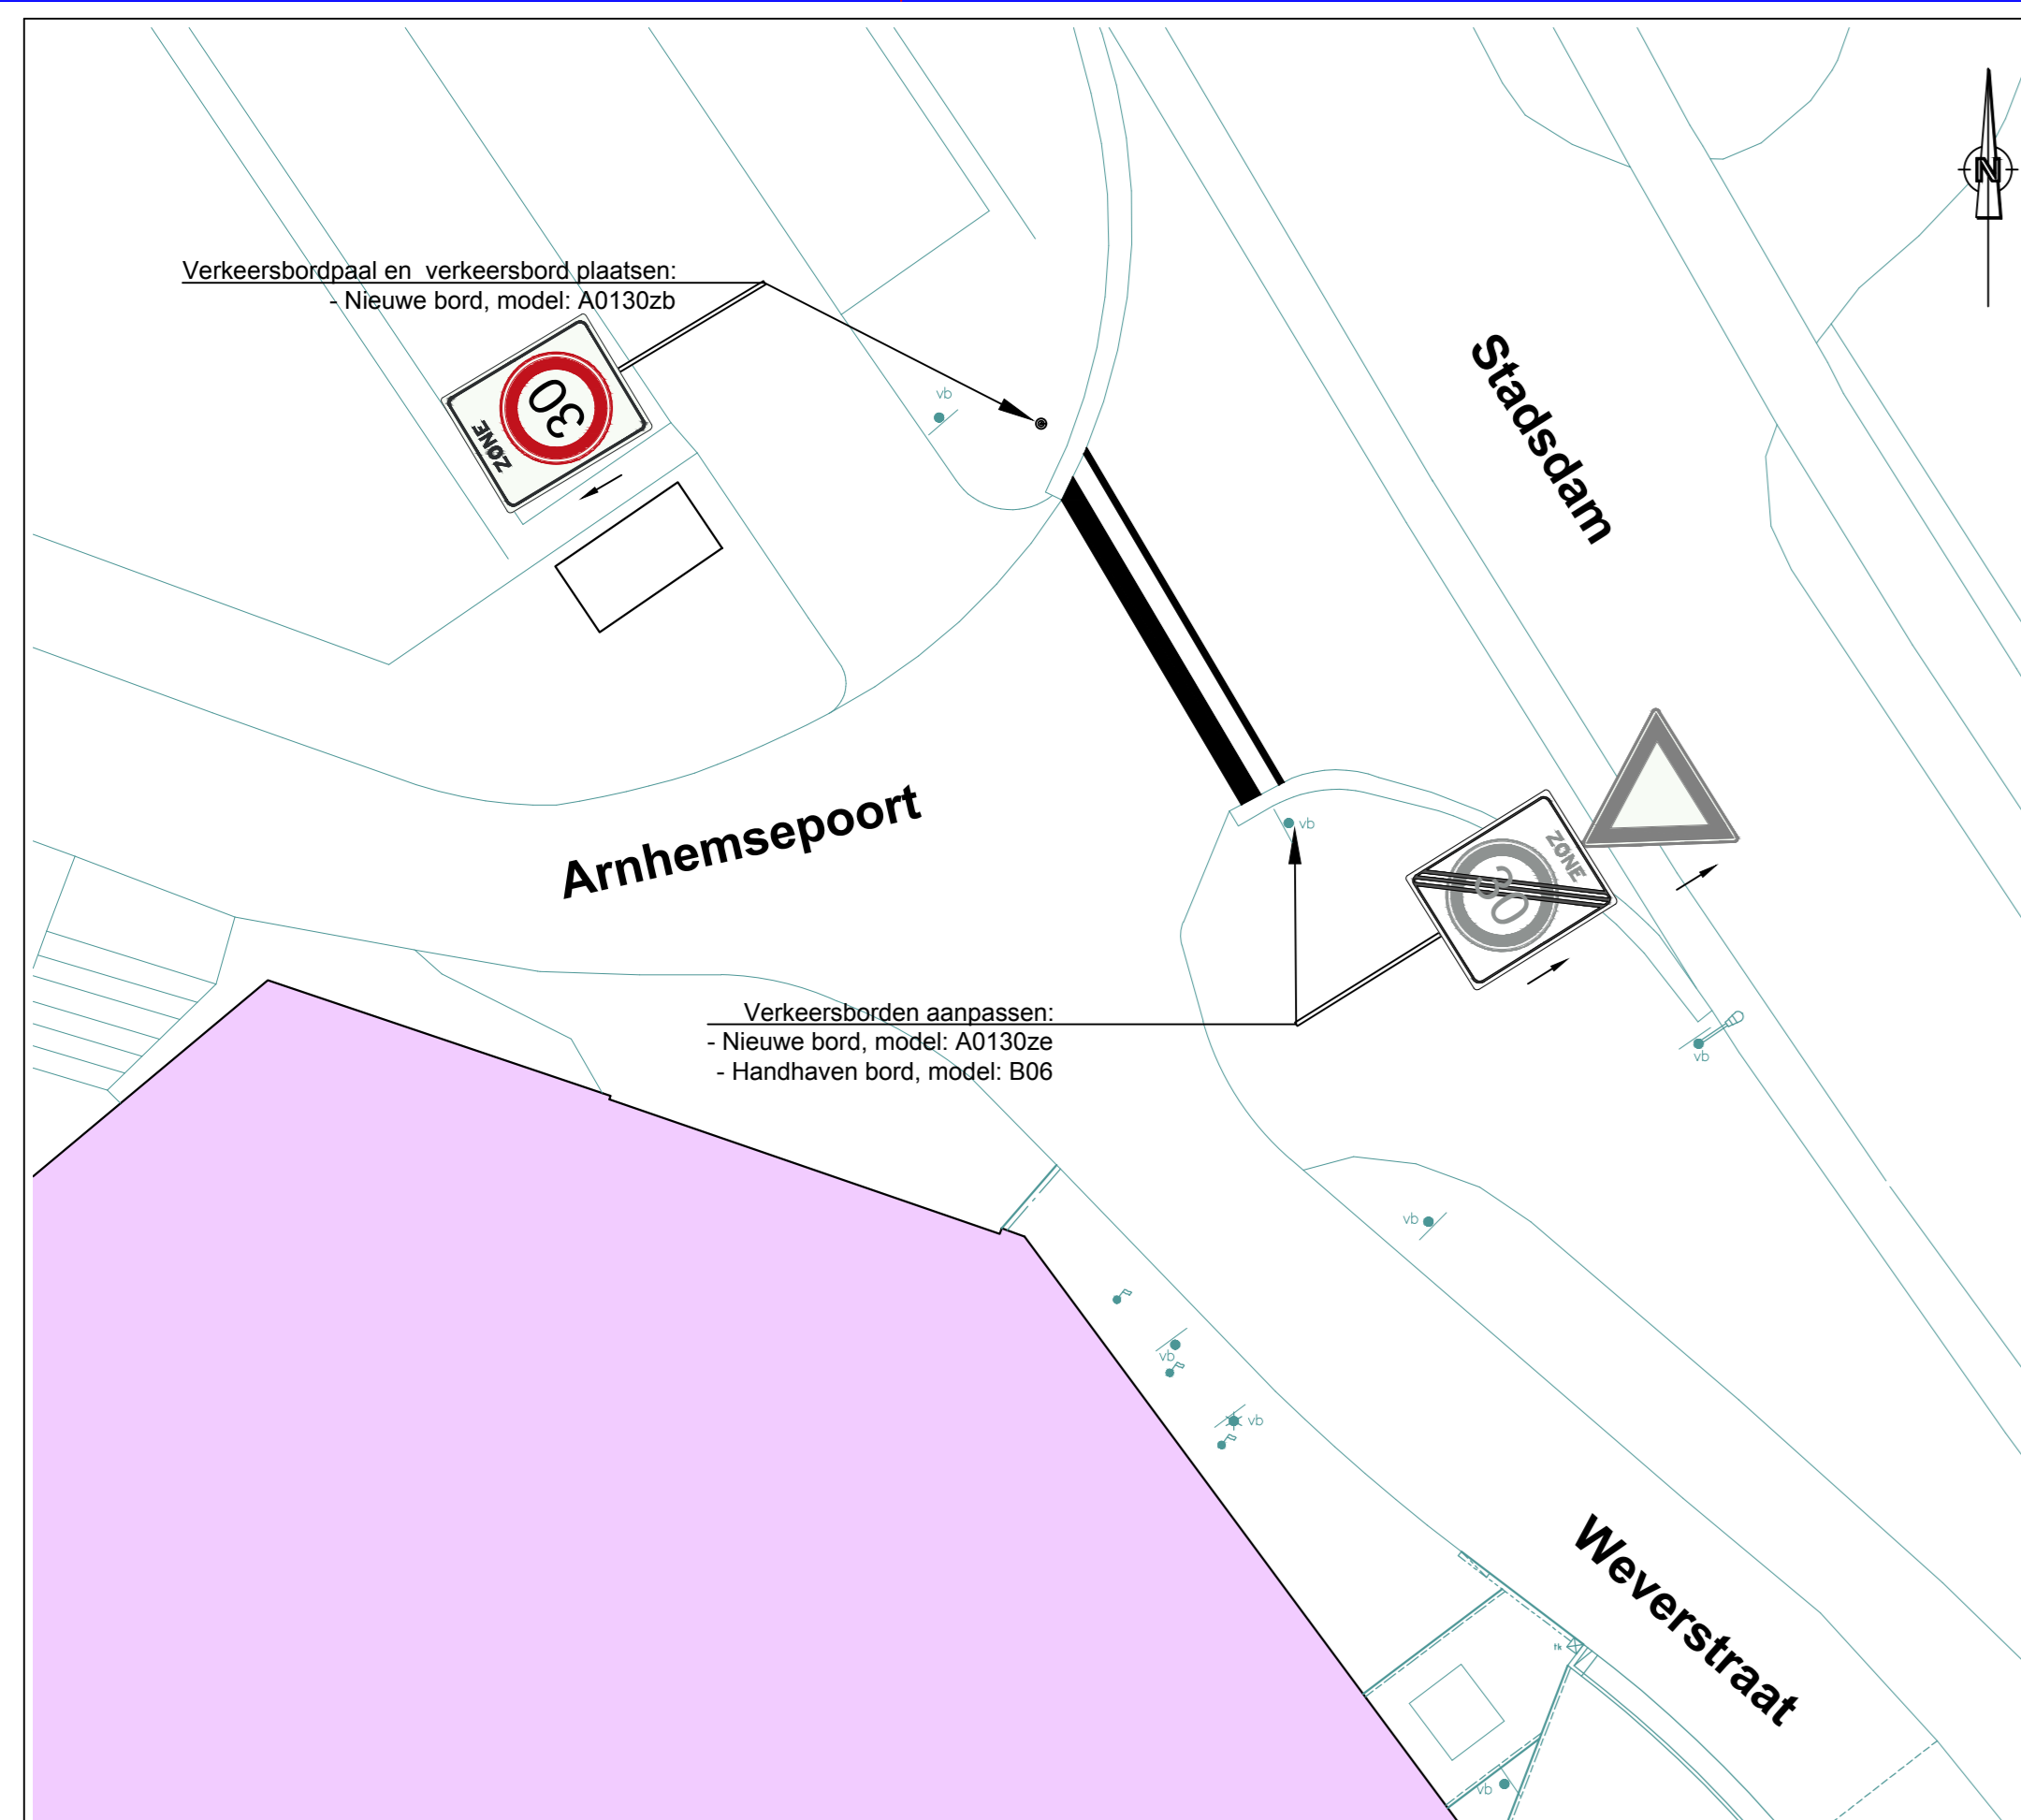 N
Verkeersbordpaal en verkeersbord plaatsen:
- Nieuwe bord, model: A0130zb
30
ZONE
vb
Stadsdam
Arnhemsepoort
vb
ZONE
30
Verkeersborden aanpassen:
- Nieuwe bord, model: A0130ze
- Handhaven bord, model: B06
vb
vb
vb
vb
Weverstraat
tk
vb